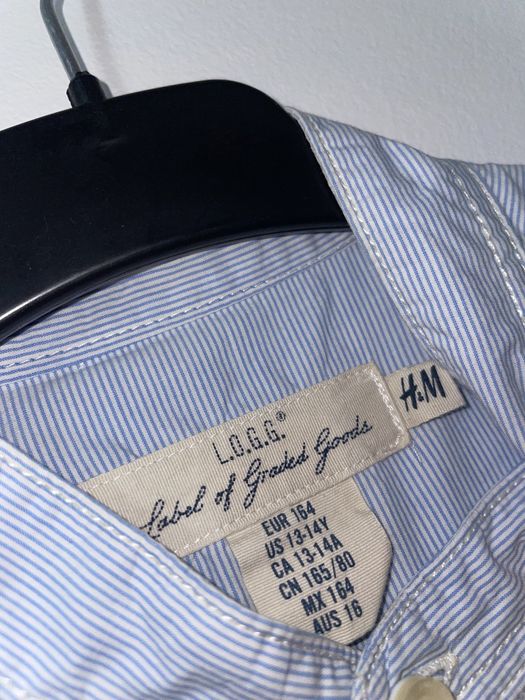 L.O.G.G.®
Label of Graded Goods
H&M
EUR 164
US 13-14Y
CA 13-14A
CN 165/80
MX 164
AUS 16